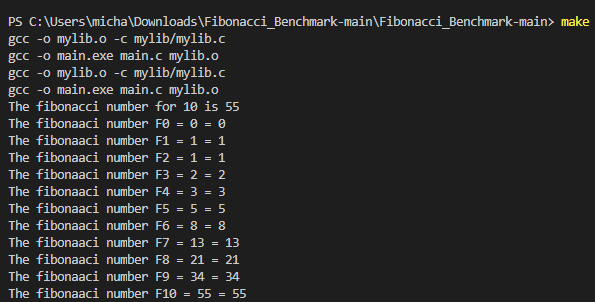 PS C:\Users\micha\Downloads\Fibonacci_Benchmark-main\Fibonacci_Benchmark-main> make
gcc -o mylib.o -c mylib/mylib.c
gcc -o main.exe main.c mylib.o
gcc -o mylib.o -c mylib/mylib.c
gcc -o main.exe main.c mylib.o
The fibonacci number for 10 is 55
The fibonaaci number F0 = 0 = 0
The fibonaaci number F1 = 1 = 1
The fibonaaci number F2 = 1 = 1
The fibonaaci number F3 = 2 = 2
The fibonaaci number F4 = 3 = 3
The fibonaaci number F5 = 5 = 5
The fibonaaci number F6 = 8 = 8
The fibonaaci number F7 = 13 = 13
The fibonaaci number F8 = 21 = 21
The fibonaaci number F9 = 34 = 34
The fibonaaci number F10 = 55 = 55